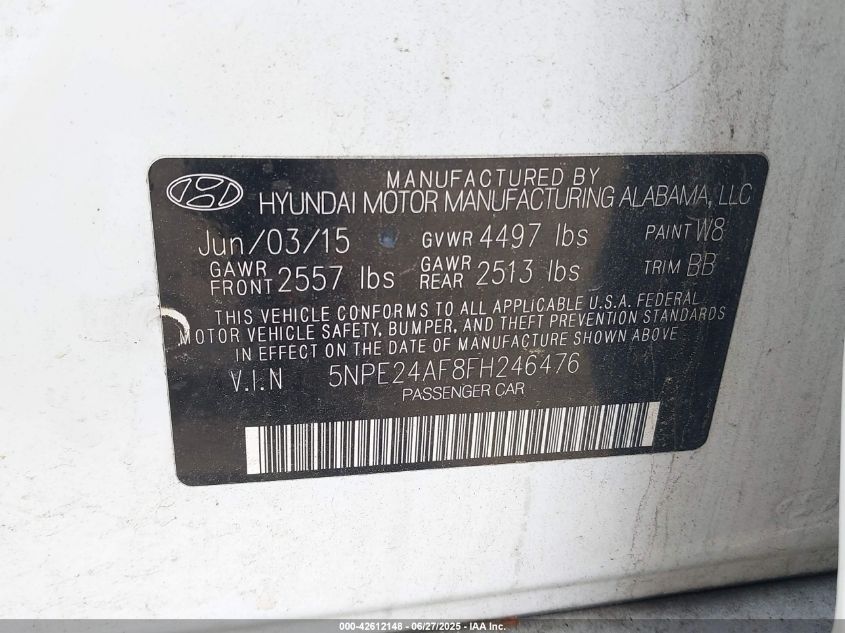 MANUFACTURED BY
HYUNDAI MOTOR MANUFACTURING ALABAMA, LLC
Jun/03/15 GVWR 4497 lbs PAINT W8
GAWR FRONT 2557 lbs GAWR REAR 2513 lbs TRIM BB
THIS VEHICLE CONFORMS TO ALL APPLICABLE U.S.A. FEDERAL
MOTOR VEHICLE SAFETY, BUMPER, AND THEFT PREVENTION STANDARDS
IN EFFECT ON THE DATE OF MANUFACTURE SHOWN ABOVE
V.I.N 5NPE24AF8FH246476
PASSENGER CAR
000-42612148 - 06/27/2025 - IAA Inc.